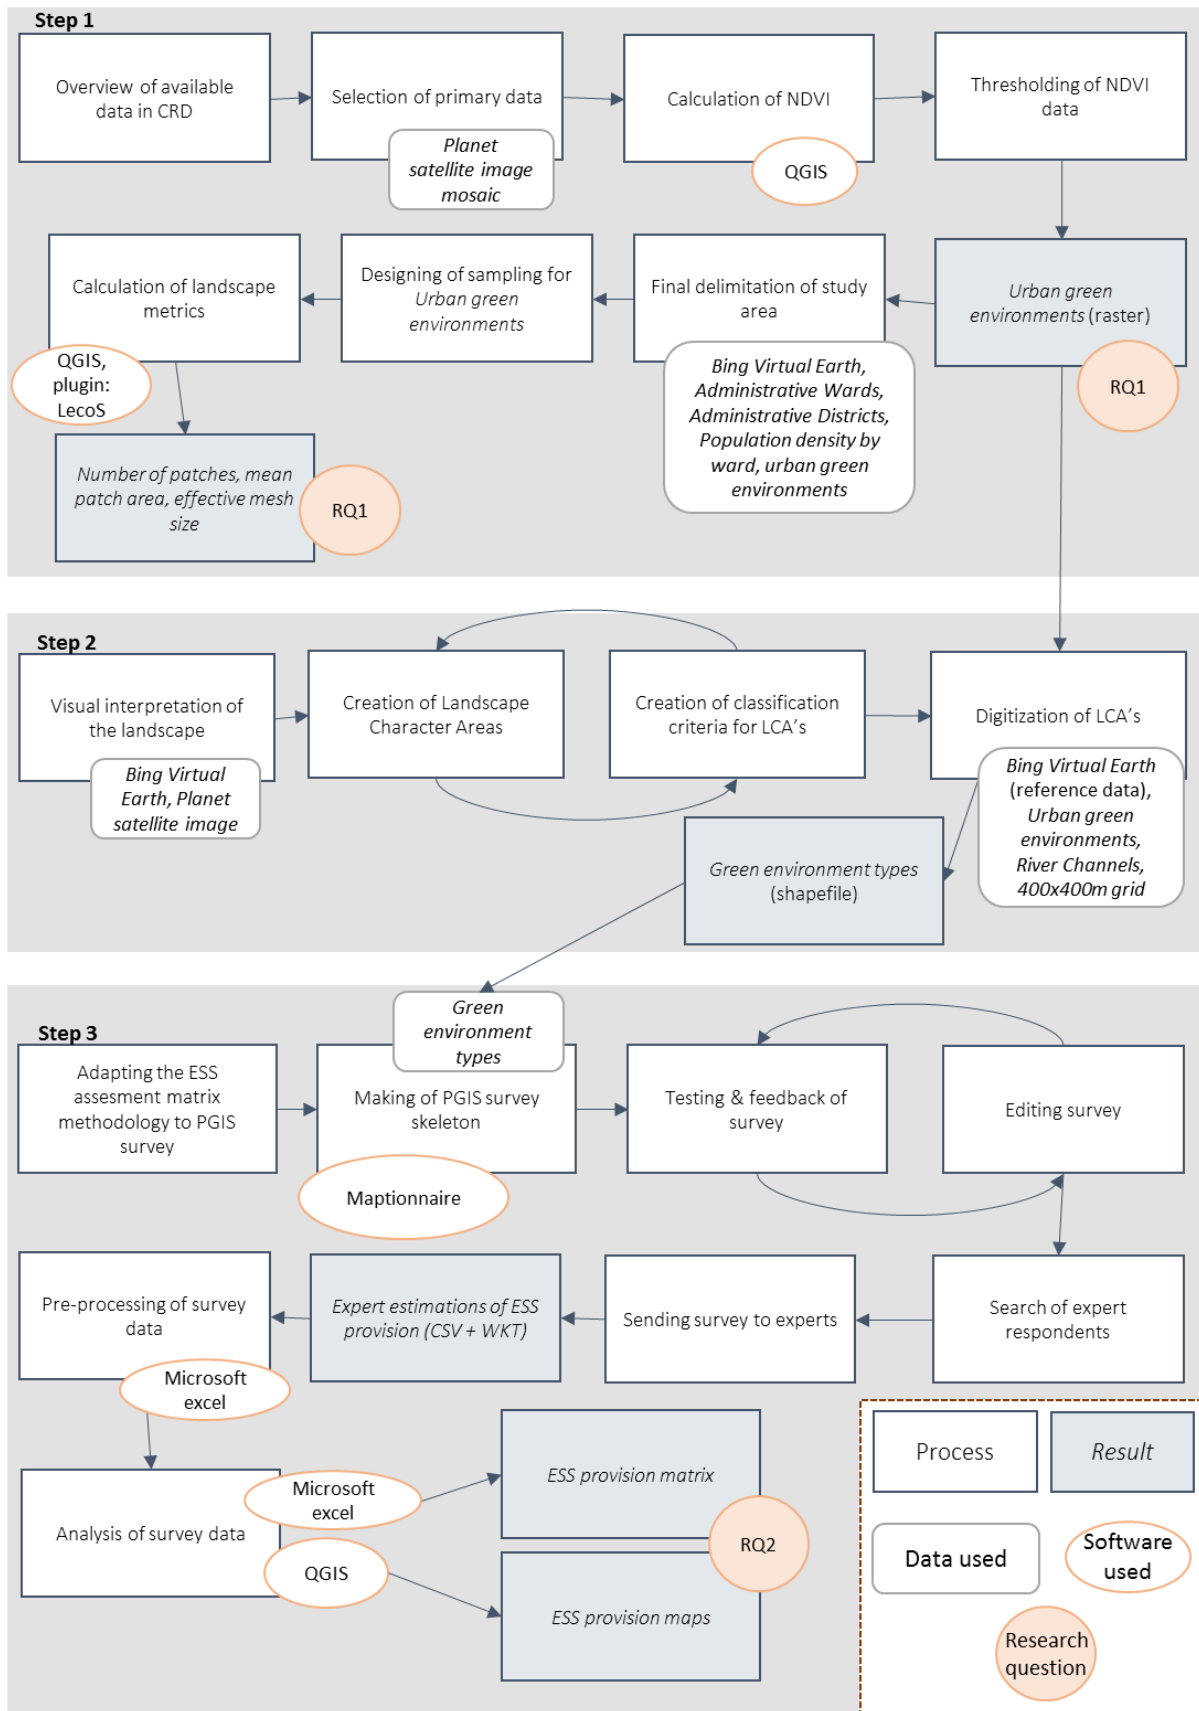 Step 1
Overview of available
data in CRD
Selection of primary data
Planet
satellite image
mosaic
Calculation of NDVI
QGIS
Thresholding of NDVI
data
Calculation of landscape
metrics
QGIS,
plugin:
LecoS
Designing of sampling for
Urban green
environments
Final delimitation of study
area
Bing Virtual Earth,
Administrative Wards,
Administrative Districts,
Population density by
ward, urban green
environments
Urban green
environments (raster)
RQ1
Number of patches, mean
patch area, effective mesh
size
RQ1
Step 2
Visual interpretation of
the landscape
Bing Virtual
Earth, Planet
satellite image
Creation of Landscape
Character Areas
Creation of classification
criteria for LCA's
Digitization of LCA's
Bing Virtual Earth
(reference data),
Urban green
environments,
River Channels,
400x400m grid
Green environment types
(shapefile)
Step 3
Green
environment
types
Adapting the ESS
assesment matrix
methodology to PGIS
survey
Making of PGIS survey
skeleton
Maptionnaire
Testing & feedback of
survey
Editing survey
Pre-processing of survey
data
Microsoft
excel
Expert estimations of ESS
provision (CSV + WKT)
Sending survey to experts
Search of expert
respondents
Analysis of survey data
Microsoft
excel
QGIS
ESS provision matrix
RQ2
ESS provision maps
Process
Result
Data used
Software
used
Research
question